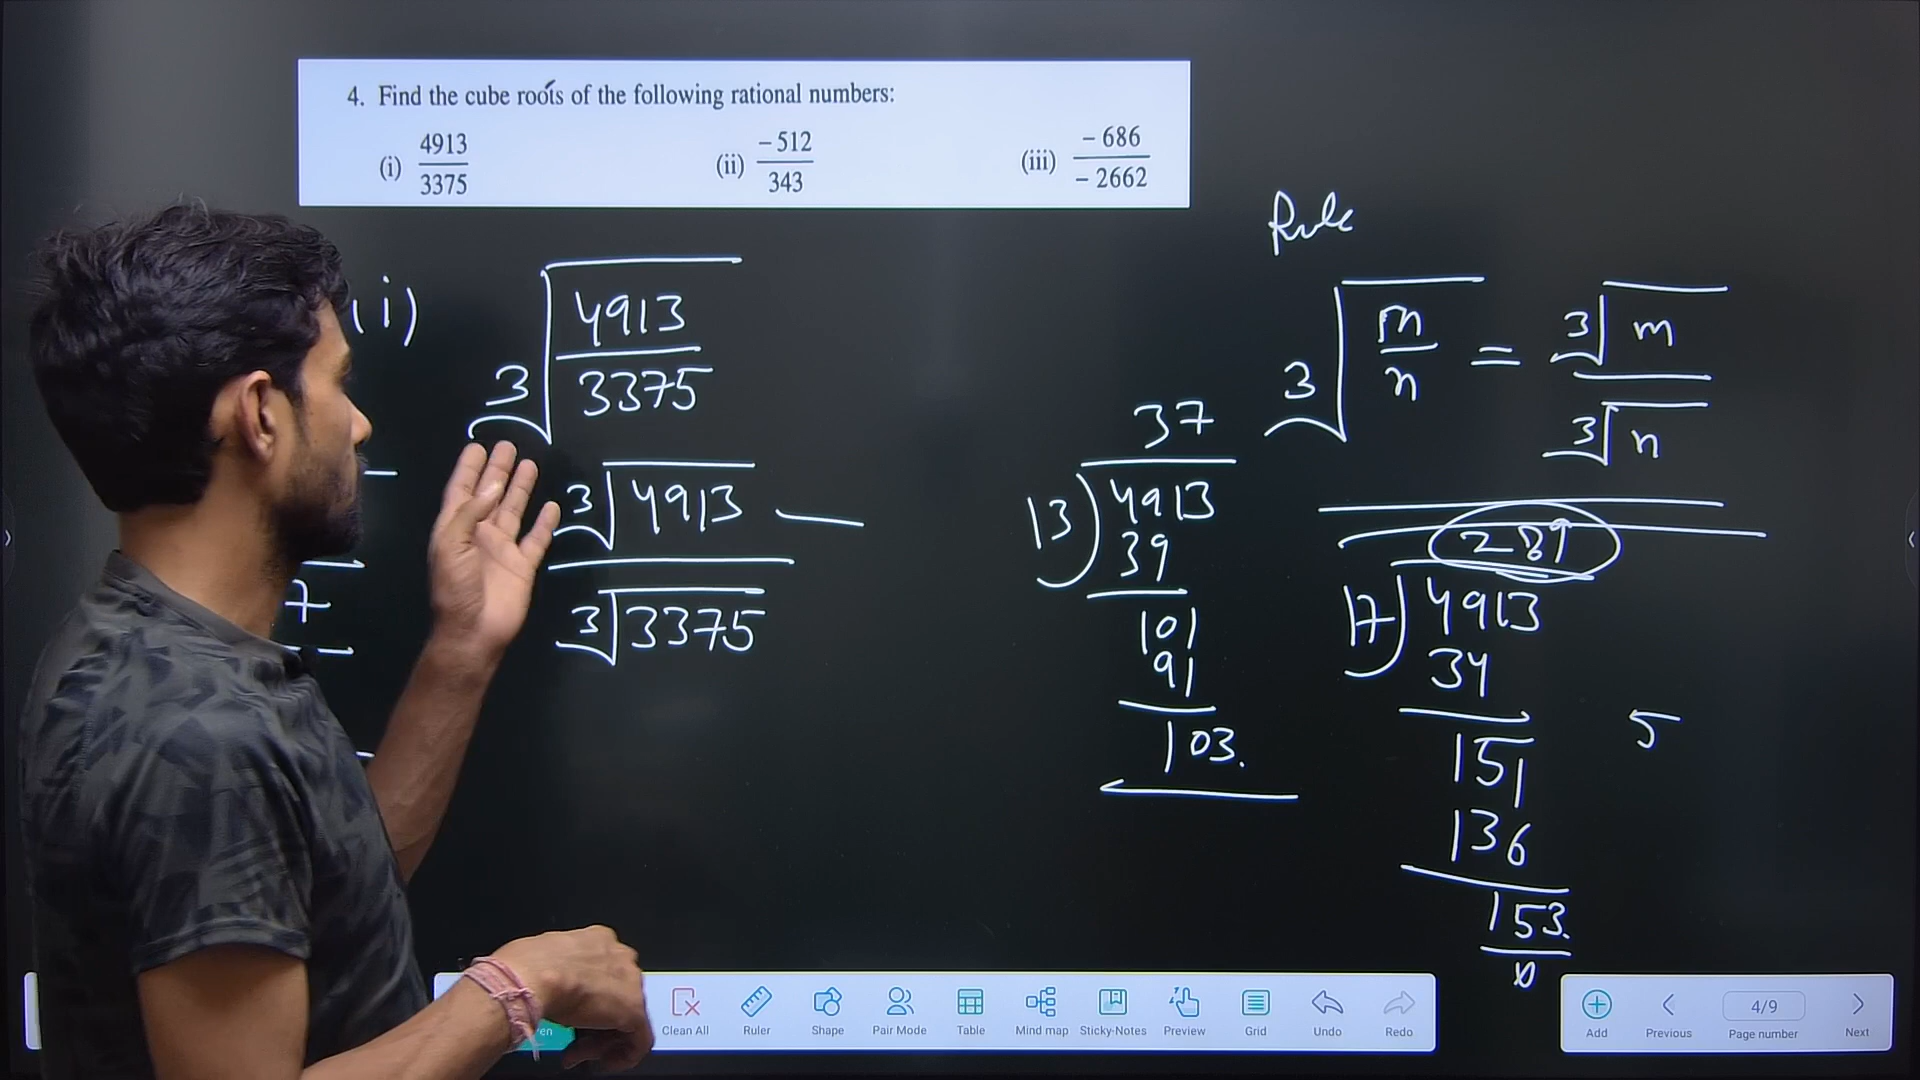 4. Find the cube roots of the following rational numbers:
(i) 4913/3375 (ii) −512/343 (iii) −686/−2662
Rule
(i) ∛(4913/3375)
∛(m/n) = ∛m/∛n
∛4913
∛3375
7
37
13) 4913
39
101
91
103.
289
17) 4913
34
151
136
153.
0
5
Clean All Ruler Shape Pair Mode Table Mind map Sticky-Notes Preview Grid Undo Redo
Add Previous 4/9 Page number Next